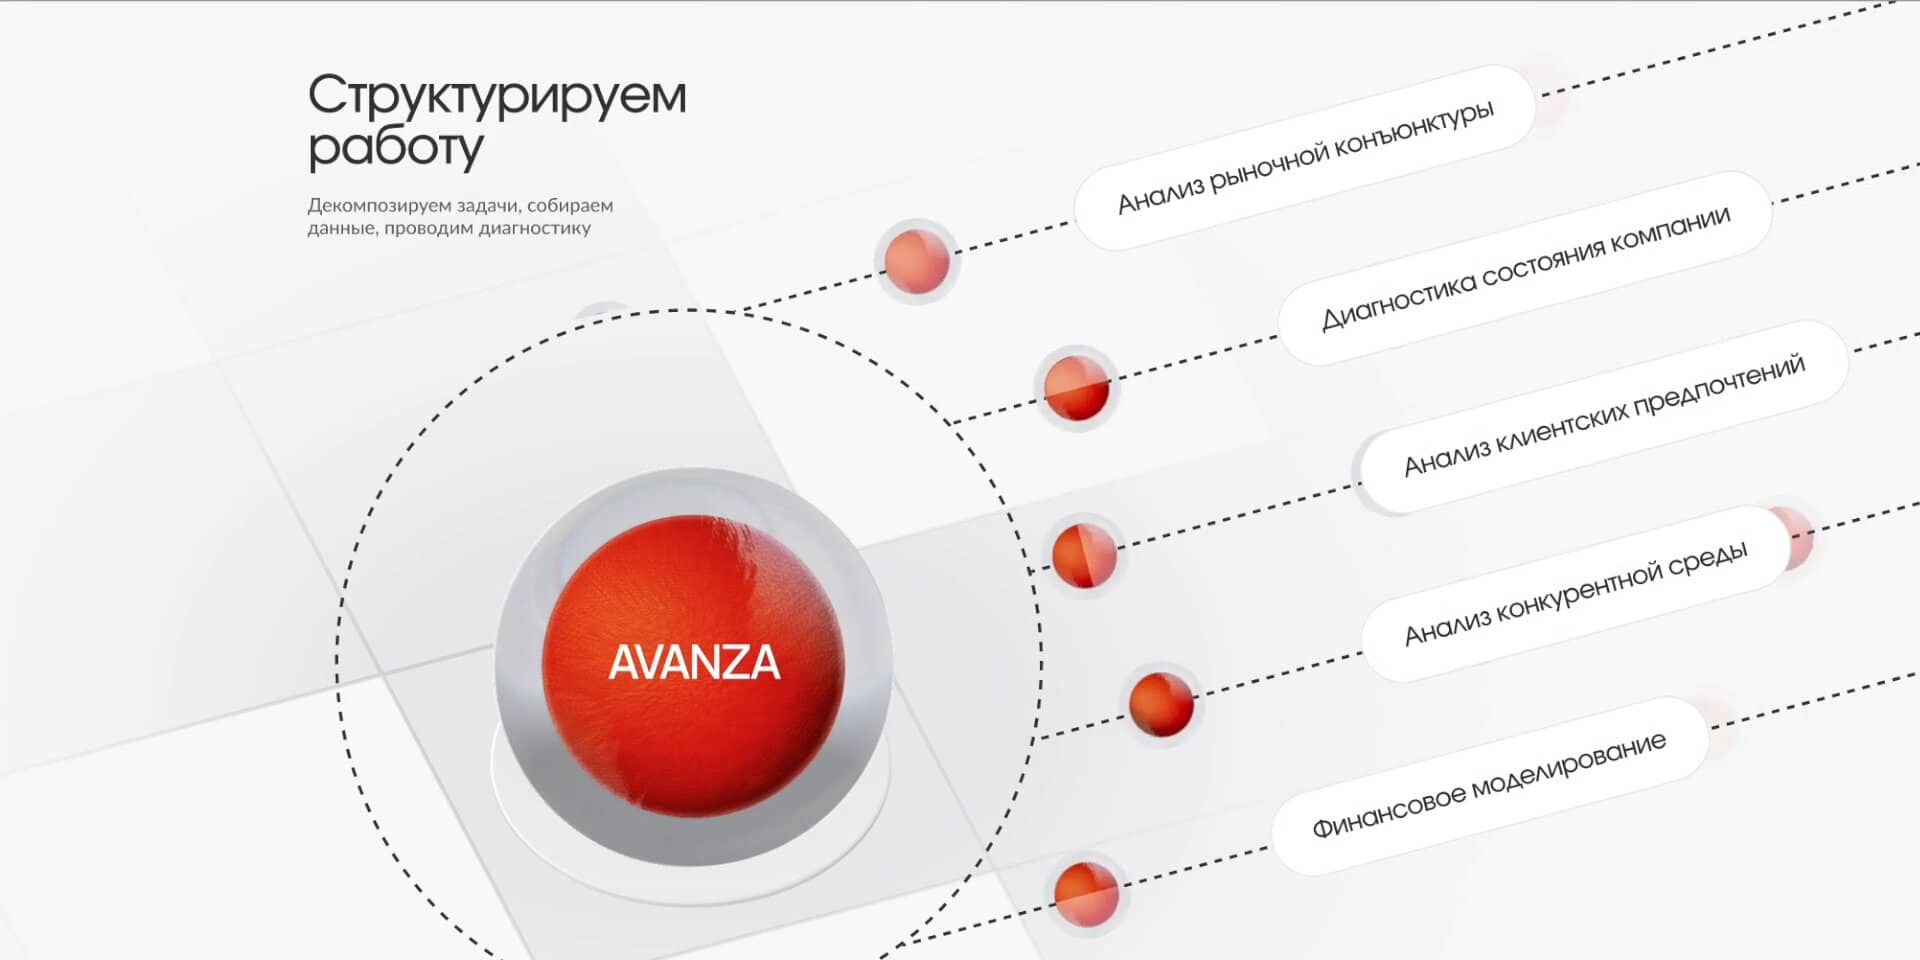 Структурируем
работу
Декомпозируем задачи, собираем
данные, проводим диагностику
Анализ рыночной конъюнктуры
Диагностика состояния компании
Анализ клиентских предпочтений
Анализ конкурентной среды
Финансовое моделирование
AVANZA